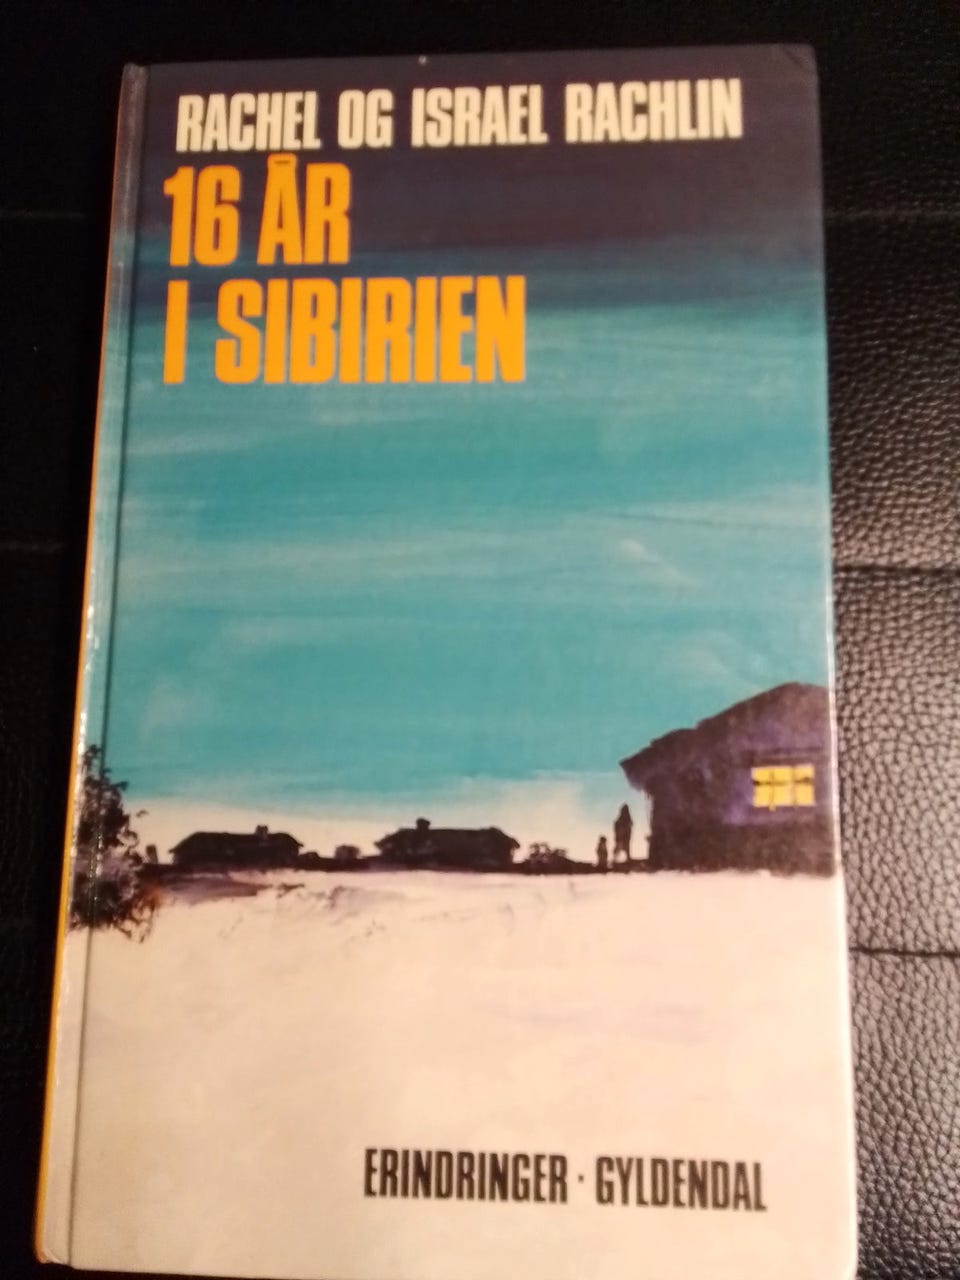 RACHEL OG ISRAEL RACHLIN
16 ÅR
I SIBIRIEN
ERINDRINGER · GYLDENDAL